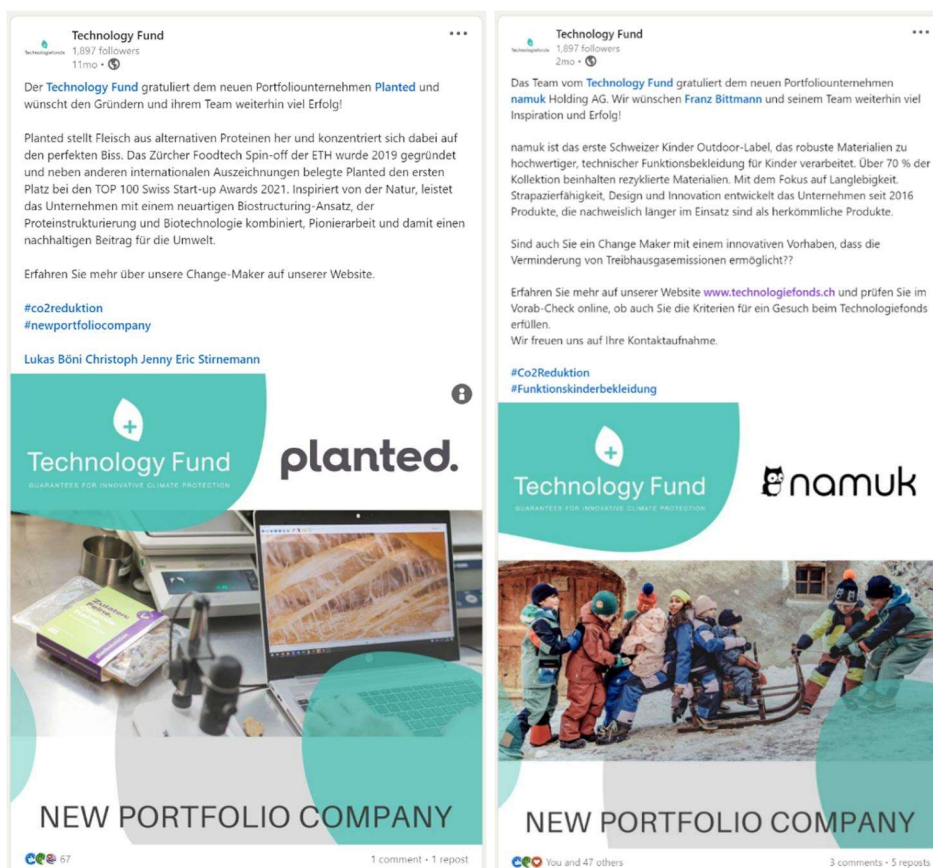 Technology Fund
1,897 followers
11mo •
Der Technology Fund gratuliert dem neuen Portfoliounternehmen Planted und
wünscht den Gründern und ihrem Team weiterhin viel Erfolg!
Planted stellt Fleisch aus alternativen Proteinen her und konzentriert sich dabei auf
den perfekten Biss. Das Zürcher Foodtech Spin-off der ETH wurde 2019 gegründet
und neben anderen internationalen Auszeichnungen belegte Planted den ersten
Platz bei den TOP 100 Swiss Start-up Awards 2021. Inspiriert von der Natur, leistet
das Unternehmen mit einem neuartigen Biostructuring-Ansatz, der
Proteinstrukturierung und Biotechnologie kombiniert, Pionierarbeit und damit einen
nachhaltigen Beitrag für die Umwelt.
Erfahren Sie mehr über unsere Change-Maker auf unserer Website.
#co2reduktion
#newportfoliocompany
Lukas Böni Christoph Jenny Eric Stirnemann
Technology Fund
GUARANTEES FOR INNOVATIVE CLIMATE PROTECTION
planted.
Zutaten:
Feine.
NEW PORTFOLIO COMPANY
67
1 comment • 1 repost
Technology Fund
1,897 followers
2mo •
Das Team vom Technology Fund gratuliert dem neuen Portfoliounternehmen
namuk Holding AG. Wir wünschen Franz Bittmann und seinem Team weiterhin viel
Inspiration und Erfolg!
namuk ist das erste Schweizer Kinder Outdoor-Label, das robuste Materialien zu
hochwertiger, technischer Funktionsbekleidung für Kinder verarbeitet. Über 70 % der
Kollektion beinhalten rezyklierte Materialien. Mit dem Fokus auf Langlebigkeit,
Strapazierfähigkeit, Design und Innovation entwickelt das Unternehmen seit 2016
Produkte, die nachweislich länger im Einsatz sind als herkömmliche Produkte.
Sind auch Sie ein Change Maker mit einem innovativen Vorhaben, dass die
Verminderung von Treibhausgasemissionen ermöglicht??
Erfahren Sie mehr auf unserer Website www.technologiefonds.ch und prüfen Sie im
Vorab-Check online, ob auch Sie die Kriterien für ein Gesuch beim Technologiefonds
erfüllen.
Wir freuen uns auf Ihre Kontaktaufnahme.
#Co2Reduktion
#Funktionskinderbekleidung
Technology Fund
GUARANTEES FOR INNOVATIVE CLIMATE PROTECTION
namuk
NEW PORTFOLIO COMPANY
You and 47 others
3 comments • 5 reposts